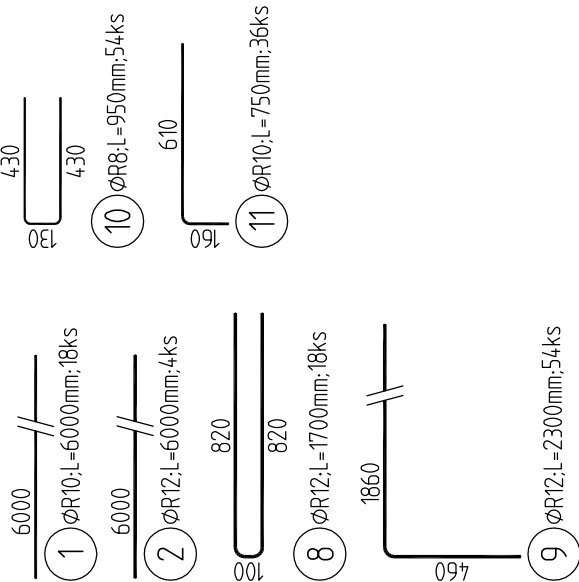 430
430
130
10 ØR8;L=950mm;54ks
610
160
11 ØR10;L=750mm;36ks
6000
1 ØR10;L=6000mm;18ks
6000
2 ØR12;L=6000mm;4ks
820
820
100
8 ØR12;L=1700mm;18ks
1860
460
9 ØR12;L=2300mm;54ks